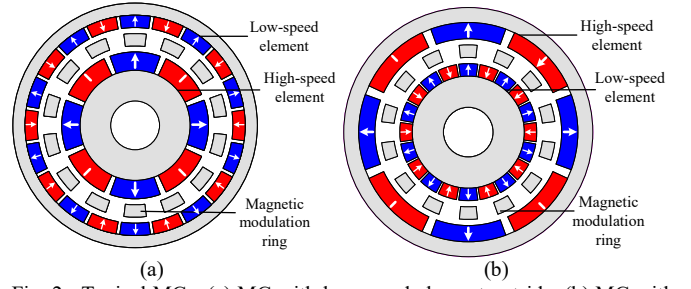 Low-speed
element
High-speed
element
Magnetic
modulation
ring
(a)
High-speed
element
Low-speed
element
Magnetic
modulation
ring
(b)